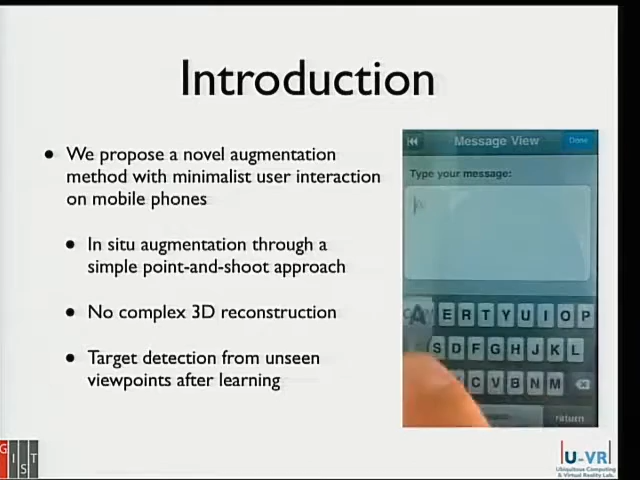 Introduction
We propose a novel augmentation
method with minimalist user interaction
on mobile phones
In situ augmentation through a
simple point-and-shoot approach
No complex 3D reconstruction
Target detection from unseen
viewpoints after learning
Message View
Done
Type your message:
A
E R T Y U I O P
S D F G H J K L
C V B N M
return
GIST
U-VR
Ubiquitous Computing
& Virtual Reality Lab.